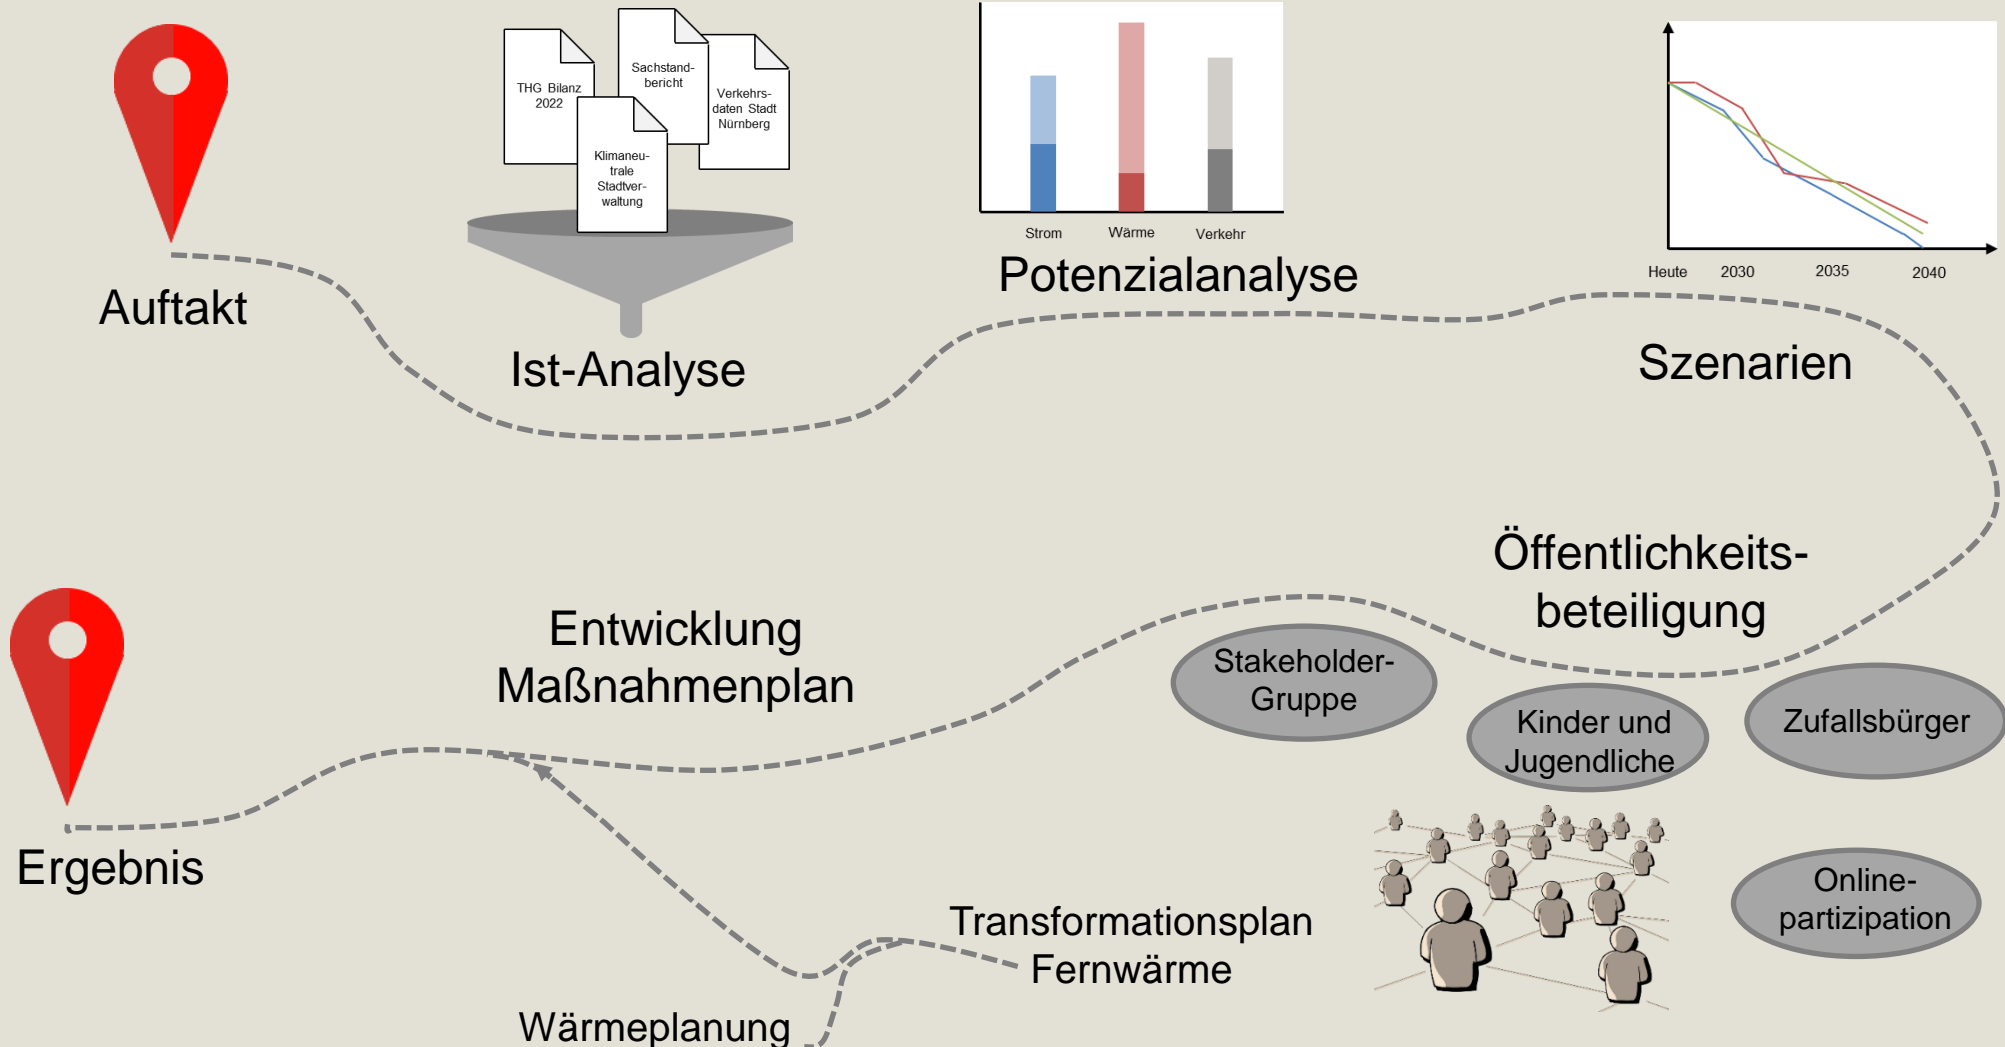 Auftakt
THG Bilanz
2022
Sachstand-
bericht
Verkehrs-
daten Stadt
Nürnberg
Klimaneu-
trale
Stadtver-
waltung
Ist-Analyse
Strom
Wärme
Verkehr
Potenzialanalyse
Heute
2030
2035
2040
Szenarien
Öffentlichkeits-
beteiligung
Stakeholder-
Gruppe
Kinder und
Jugendliche
Zufallsbürger
Online-
partizipation
Entwicklung
Maßnahmenplan
Transformationsplan
Fernwärme
Wärmeplanung
Ergebnis